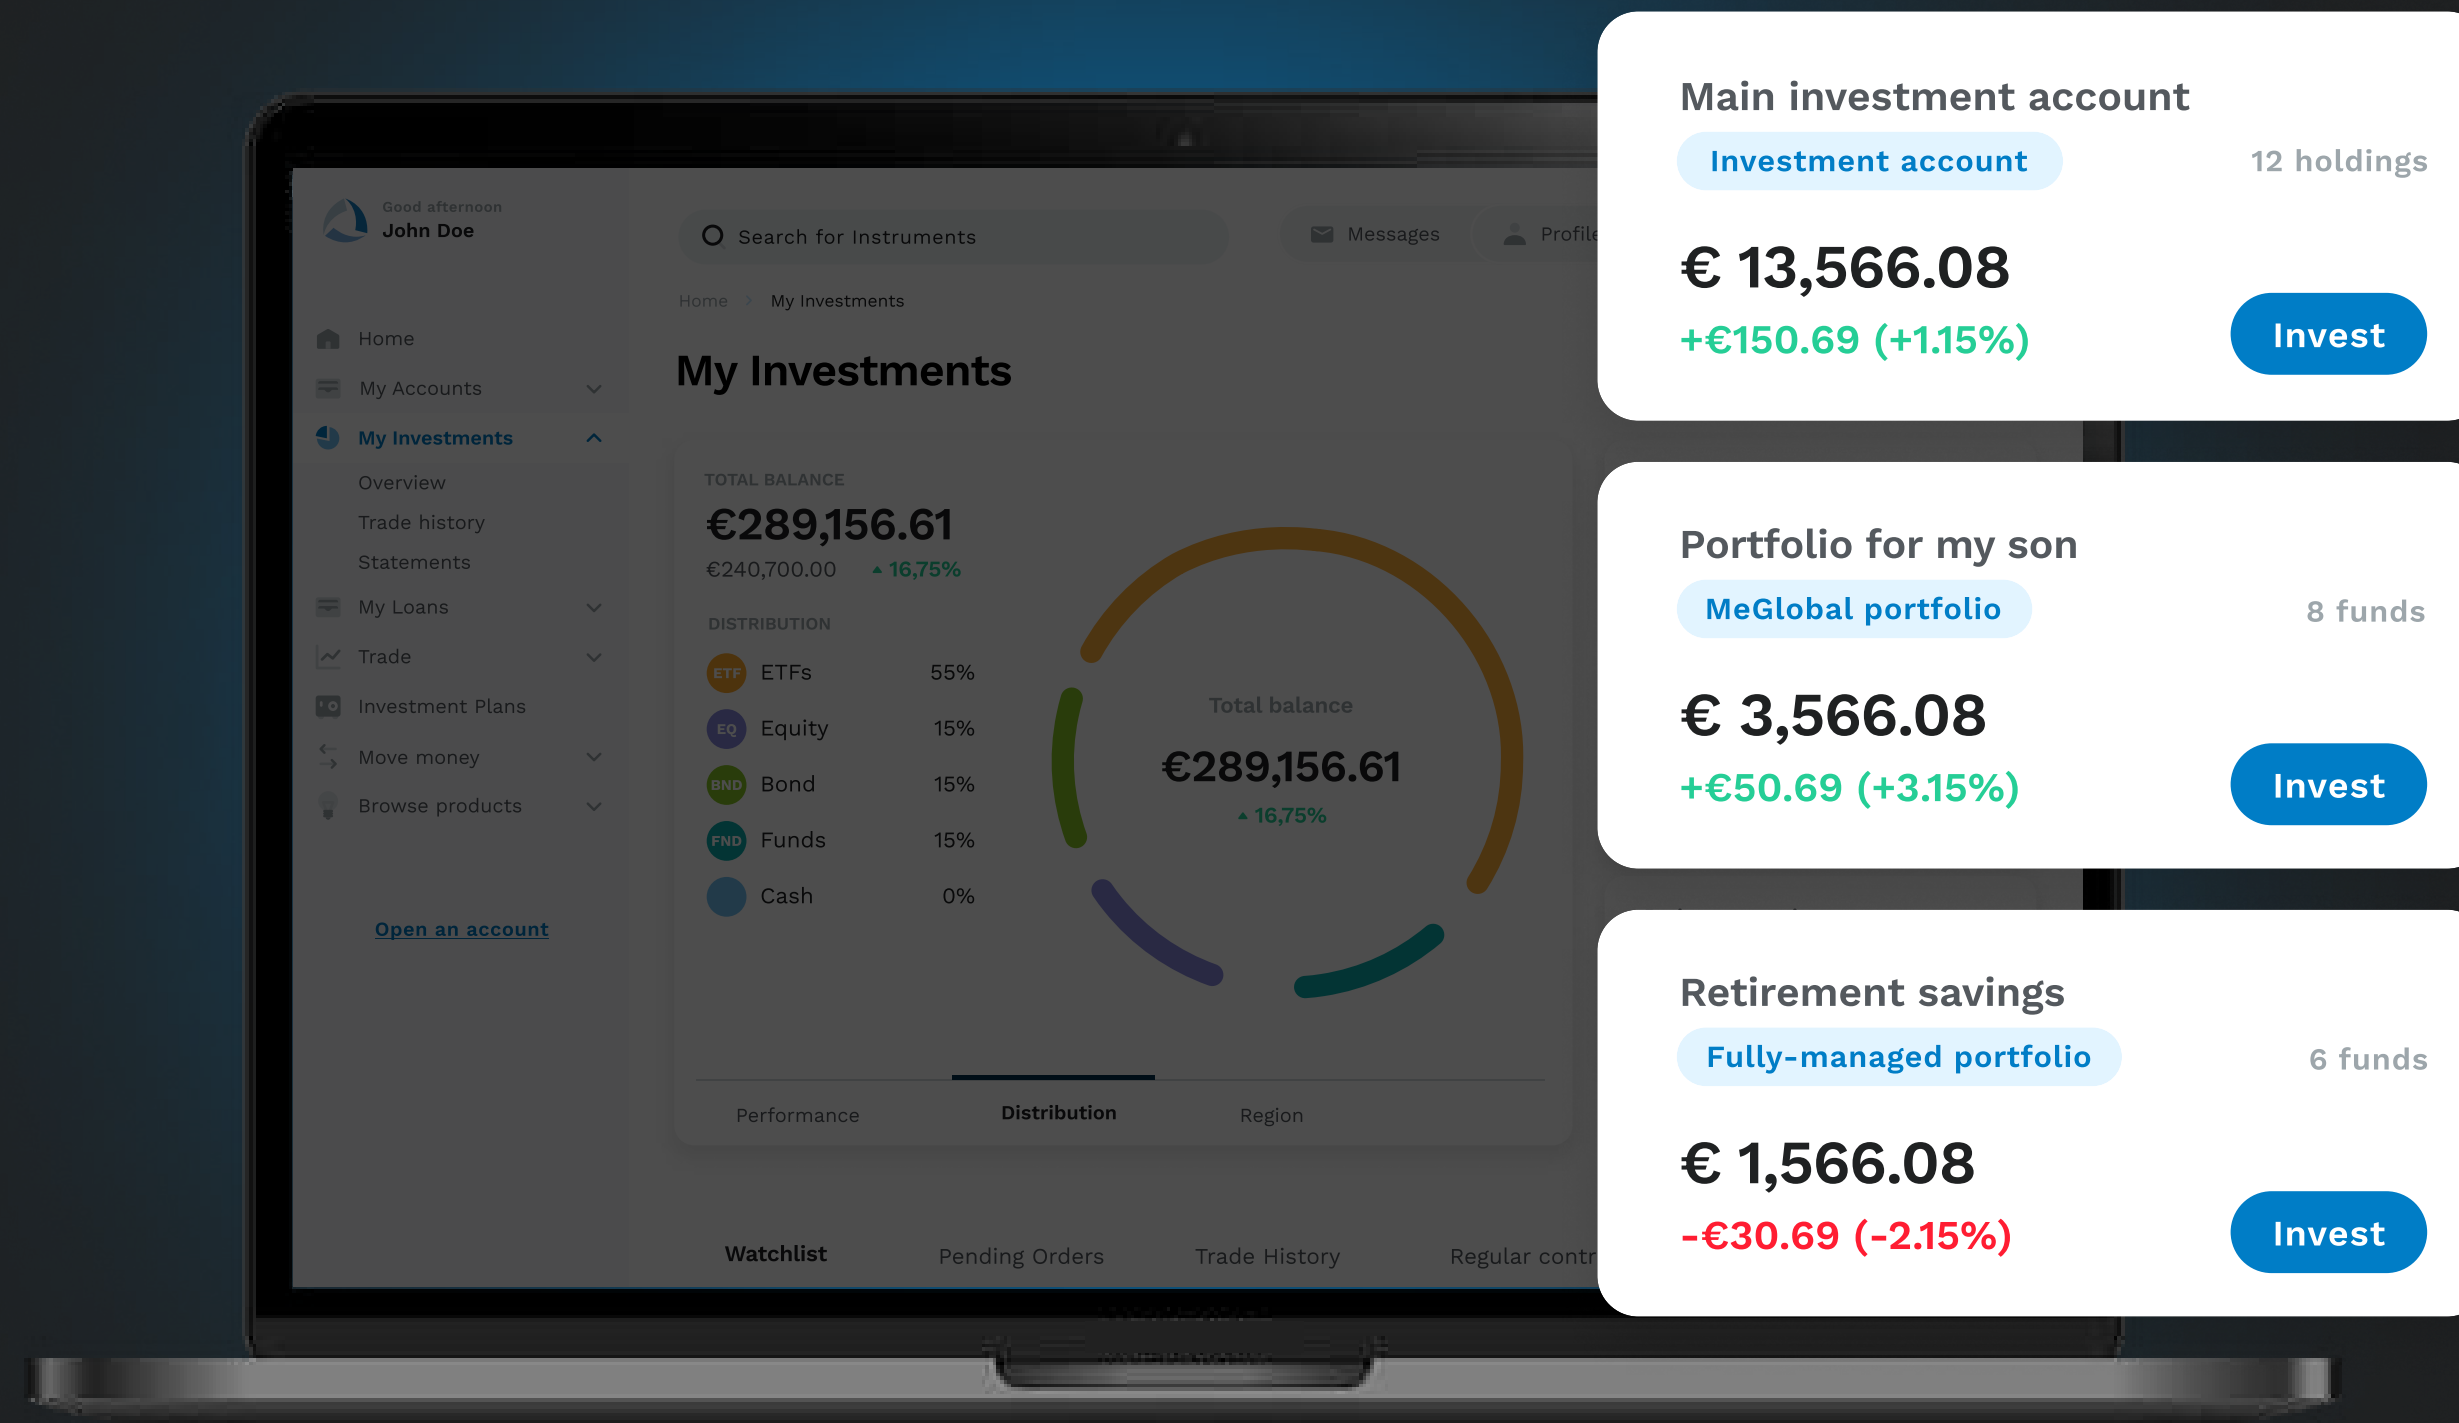 Good afternoon
John Doe
Search for Instruments
Messages
Profile
Home
My Investments
Home
My Accounts
My Investments
Overview
Trade history
Statements
My Loans
Trade
Investment Plans
Move money
Browse products
Open an account
My Investments
TOTAL BALANCE
€289,156.61
€240,700.00 16,75%
DISTRIBUTION
ETF ETFs 55%
EQ Equity 15%
BND Bond 15%
FND Funds 15%
Cash 0%
Total balance
€289,156.61
16,75%
Performance
Distribution
Region
Watchlist
Pending Orders
Trade History
Regular contr
Main investment account
Investment account
12 holdings
€ 13,566.08
+€150.69 (+1.15%)
Invest
Portfolio for my son
MeGlobal portfolio
8 funds
€ 3,566.08
+€50.69 (+3.15%)
Invest
Retirement savings
Fully-managed portfolio
6 funds
€ 1,566.08
-€30.69 (-2.15%)
Invest